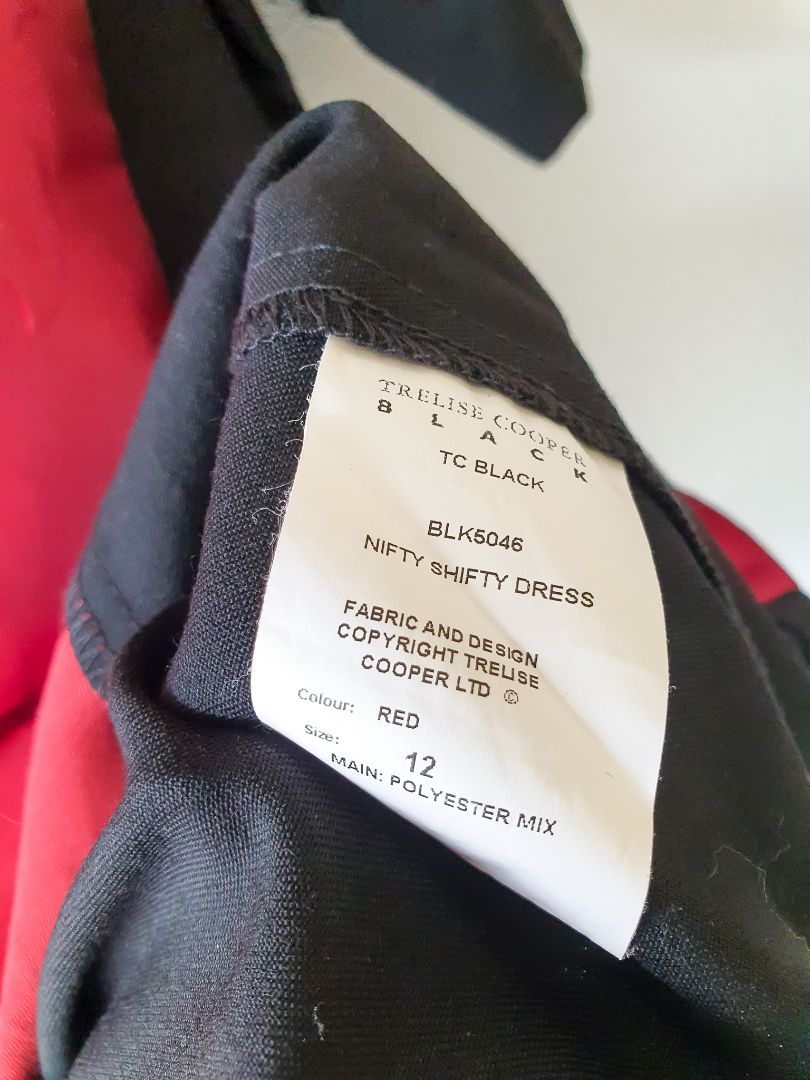 TRELISE COOPER
BLACK
TC BLACK
BLK5046
NIFTY SHIFTY DRESS
FABRIC AND DESIGN
COPYRIGHT TRELISE
COOPER LTD ©
Colour: RED
Size: 12
MAIN: POLYESTER MIX